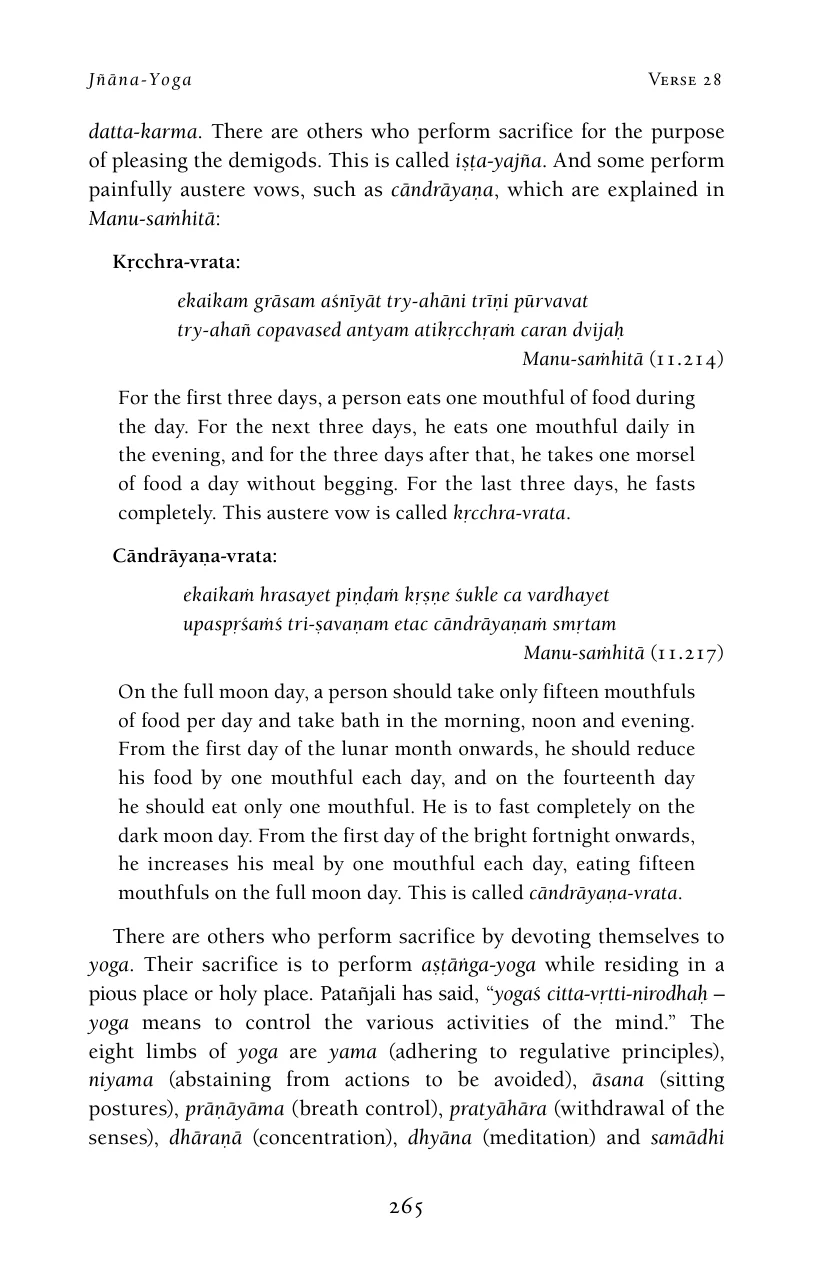 Jñāna-Yoga
Verse 28
datta-karma. There are others who perform sacrifice for the purpose
of pleasing the demigods. This is called iṣṭa-yajña. And some perform
painfully austere vows, such as cāndrāyaṇa, which are explained in
Manu-saṁhitā:
Kṛcchra-vrata:
ekaikam grāsam aśnīyāt try-ahāni trīṇi pūrvavat
try-ahañ copavased antyam atikṛcchṛaṁ caran dvijaḥ
Manu-saṁhitā (11.214)
For the first three days, a person eats one mouthful of food during
the day. For the next three days, he eats one mouthful daily in
the evening, and for the three days after that, he takes one morsel
of food a day without begging. For the last three days, he fasts
completely. This austere vow is called kṛcchra-vrata.
Cāndrāyaṇa-vrata:
ekaikaṁ hrasayet piṇḍaṁ kṛṣṇe śukle ca vardhayet
upaspṛśaṁś tri-ṣavaṇam etac cāndrāyaṇaṁ smṛtam
Manu-saṁhitā (11.217)
On the full moon day, a person should take only fifteen mouthfuls
of food per day and take bath in the morning, noon and evening.
From the first day of the lunar month onwards, he should reduce
his food by one mouthful each day, and on the fourteenth day
he should eat only one mouthful. He is to fast completely on the
dark moon day. From the first day of the bright fortnight onwards,
he increases his meal by one mouthful each day, eating fifteen
mouthfuls on the full moon day. This is called cāndrāyaṇa-vrata.
There are others who perform sacrifice by devoting themselves to
yoga. Their sacrifice is to perform aṣṭāṅga-yoga while residing in a
pious place or holy place. Patañjali has said, “yogaś citta-vṛtti-nirodhaḥ –
yoga means to control the various activities of the mind.” The
eight limbs of yoga are yama (adhering to regulative principles),
niyama (abstaining from actions to be avoided), āsana (sitting
postures), prāṇāyāma (breath control), pratyāhāra (withdrawal of the
senses), dhāraṇā (concentration), dhyāna (meditation) and samādhi
265